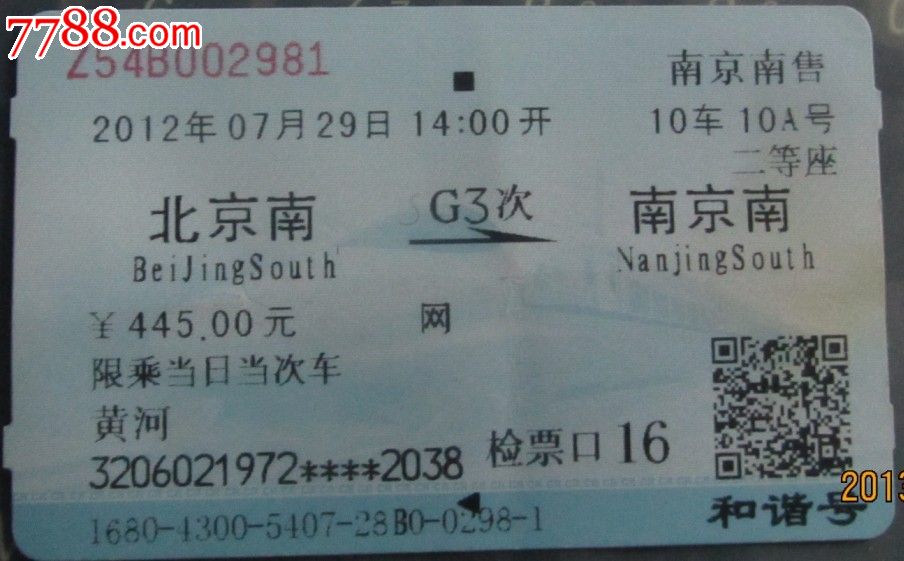 7788.com
Z54B002981
南京南售
2012年07月29日 14:00开
10车 10A号
二等座
北京南
G3次
南京南
BeiJingSouth
NanjingSouth
¥445.00元
网
限乘当日当次车
黄河
3206021972****2038
检票口16
和谐号
2013
1680-4300-5407-28B0-0298-1